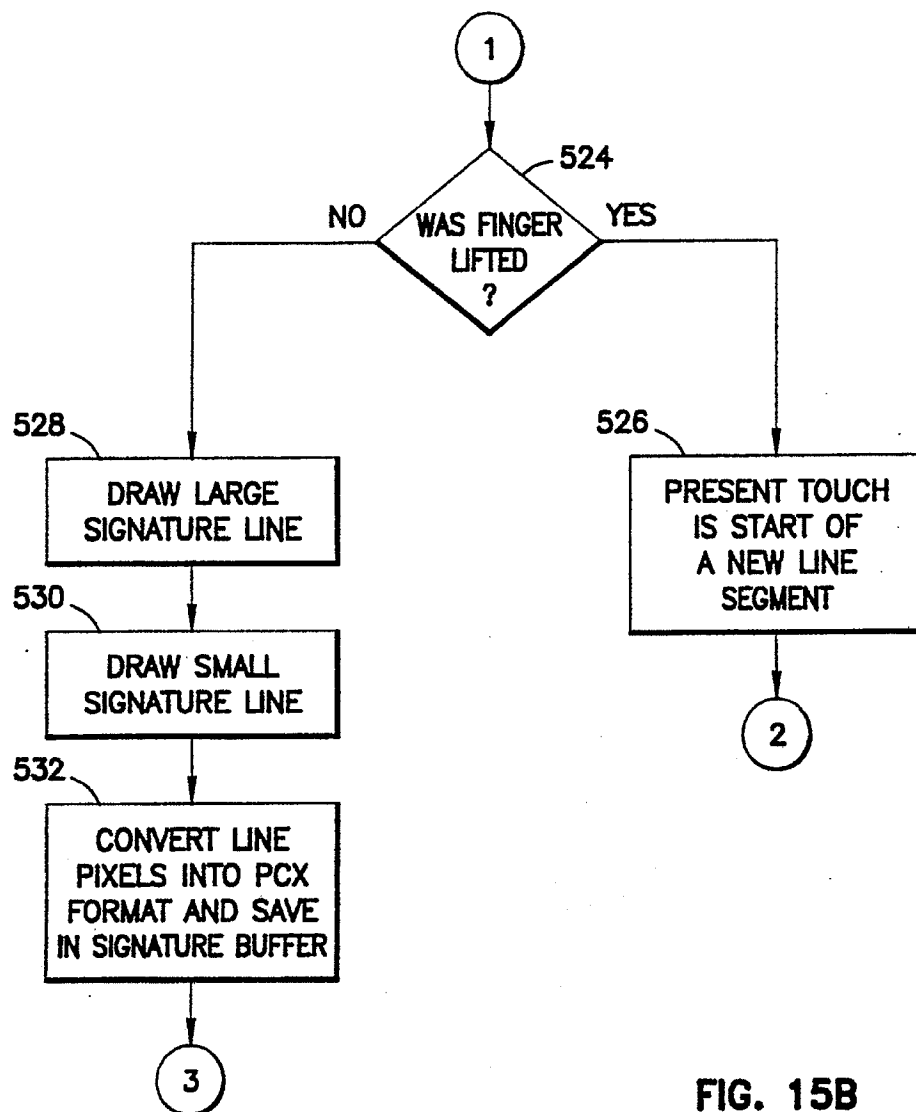 1
524
NO
YES
WAS FINGER
LIFTED
?
528
DRAW LARGE
SIGNATURE LINE
526
PRESENT TOUCH
IS START OF
A NEW LINE
SEGMENT
530
DRAW SMALL
SIGNATURE LINE
2
532
CONVERT LINE
PIXELS INTO PCX
FORMAT AND SAVE
IN SIGNATURE BUFFER
3
FIG. 15B